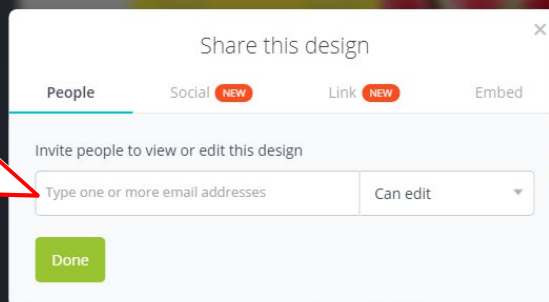 Share this design
People Social NEW Link NEW Embed
Invite people to view or edit this design
Type one or more email addresses Can edit
Done